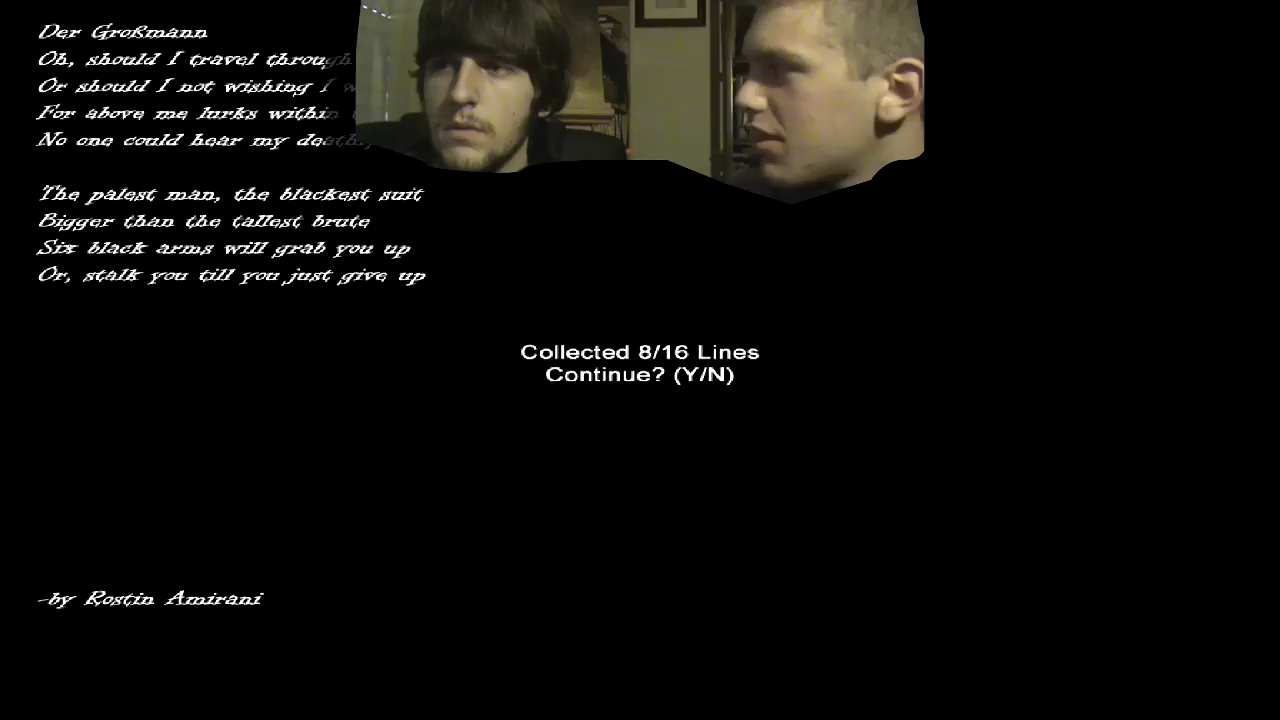 Der Großmann
Oh, should I travel through
Or should I not wishing I
For above me lurks within
No one could hear my deathly

The palest man, the blackest suit
Bigger than the tallest brute
Six black arms will grab you up
Or, stalk you till you just give up

Collected 8/16 Lines
Continue? (Y/N)

-by Rostin Amirani